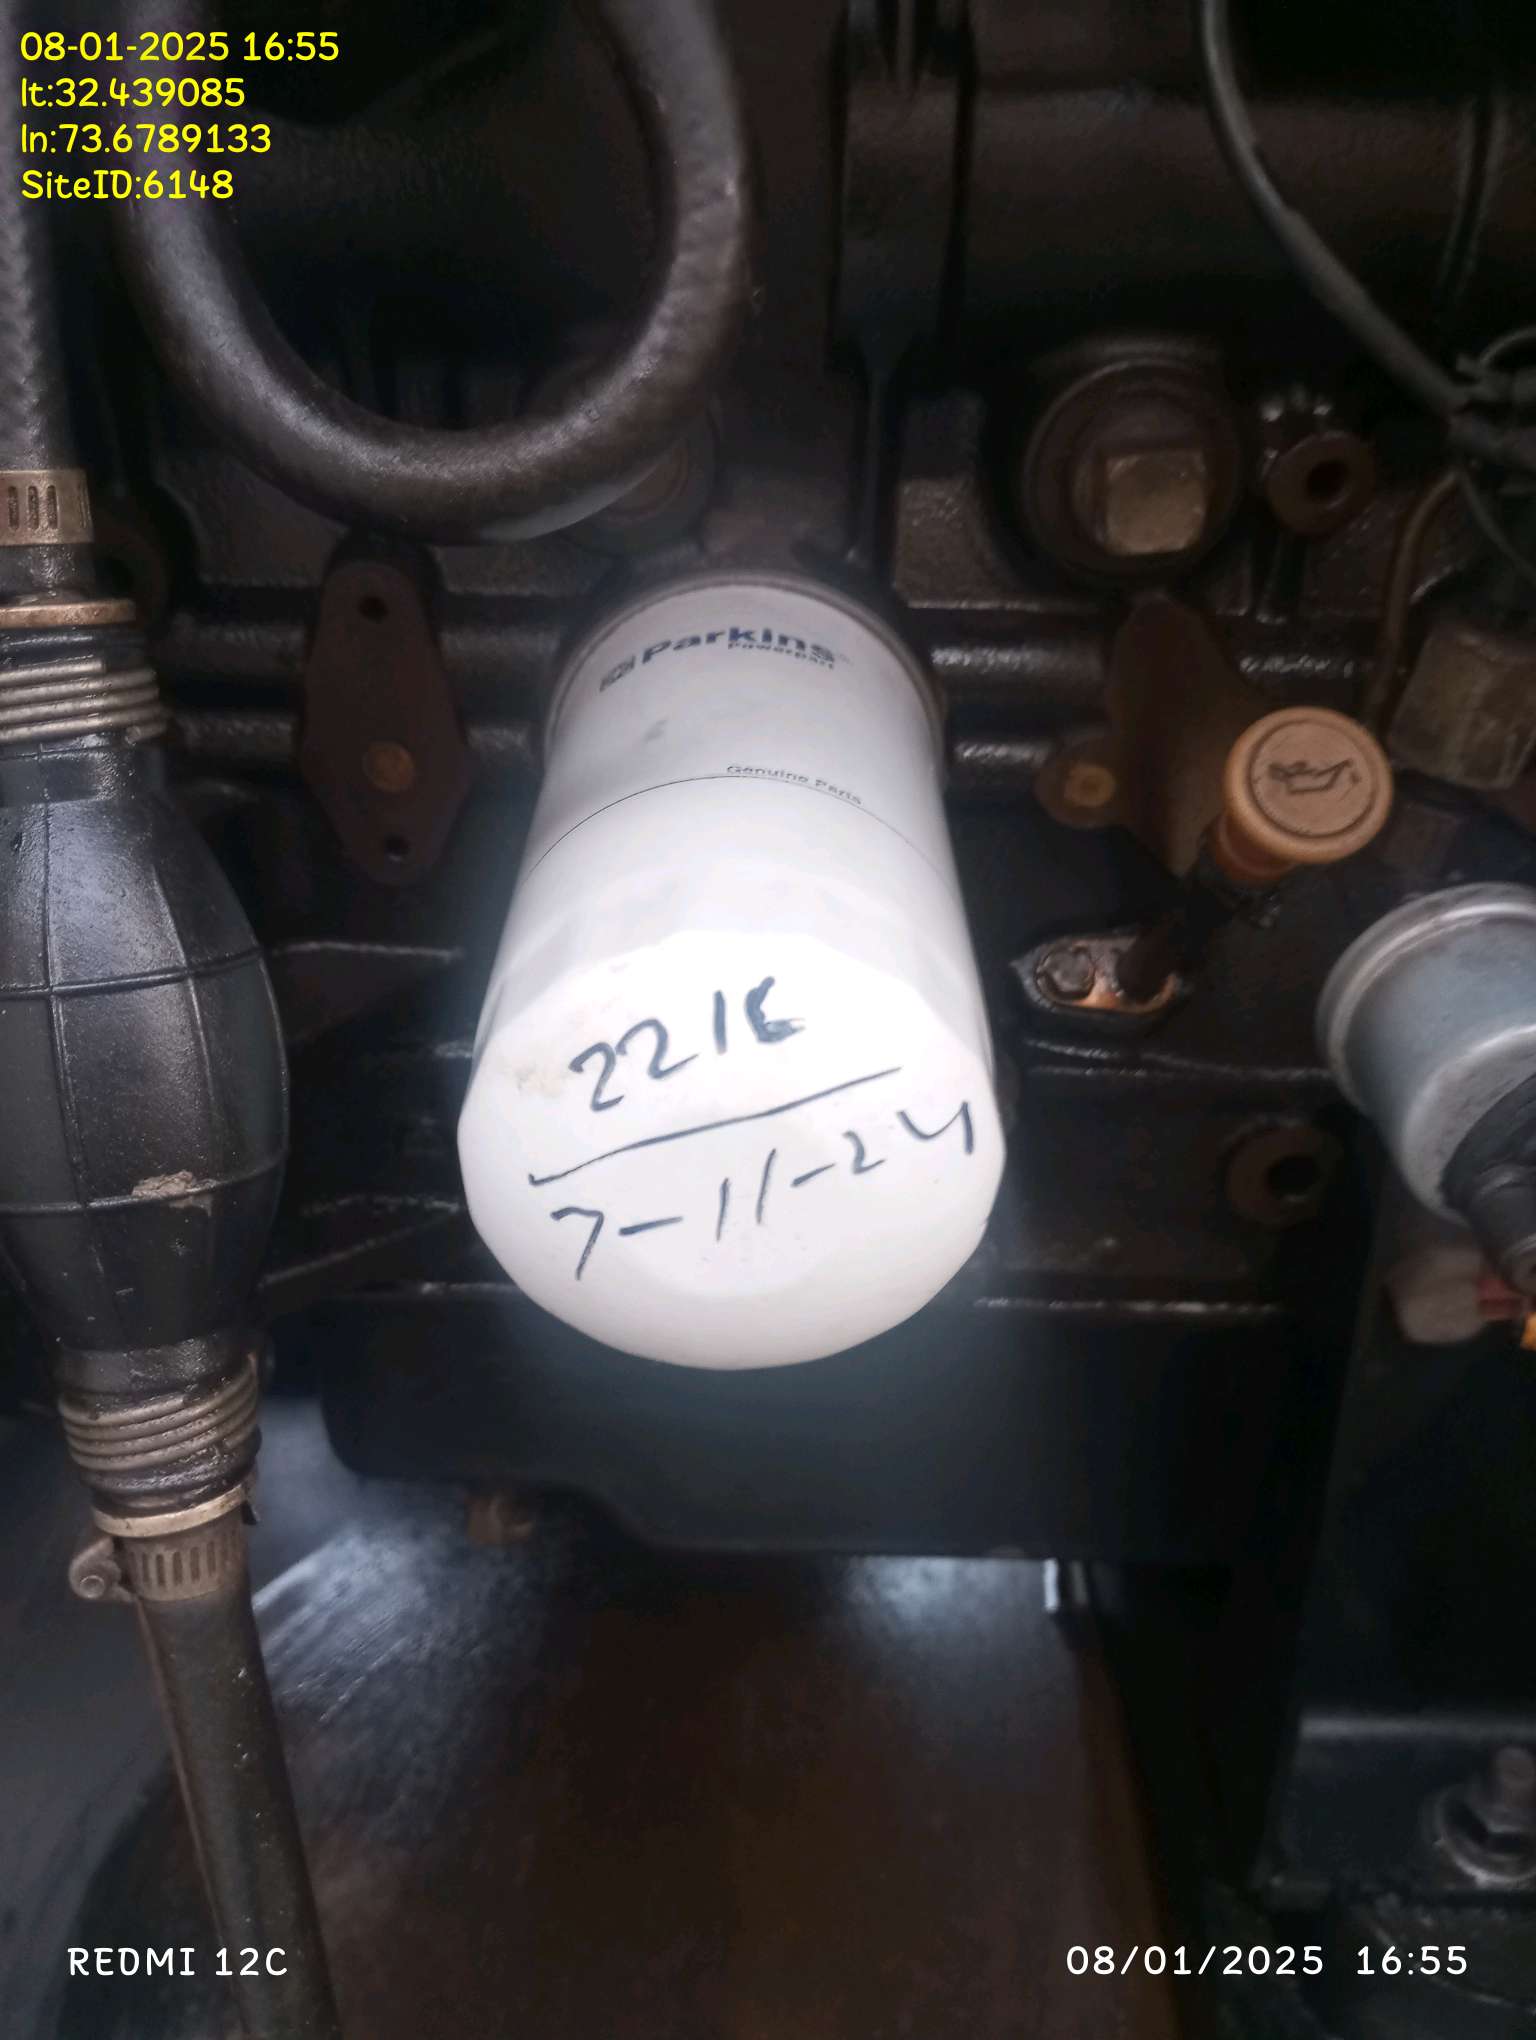 08-01-2025 16:55
lt:32.439085
ln:73.6789133
SiteID:6148
Parkins
Powerpart
Genuine Parts
2216
7-11-24
REDMI 12C
08/01/2025 16:55